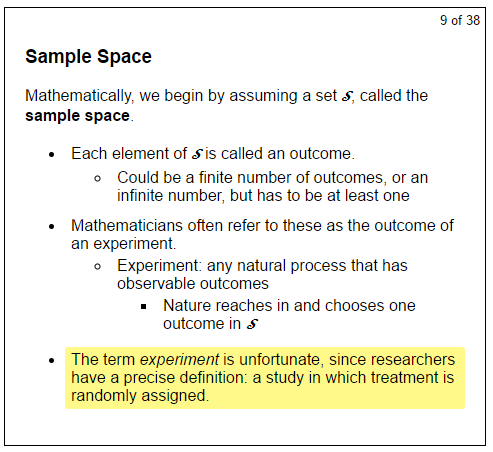 9 of 38
Sample Space
Mathematically, we begin by assuming a set 𝒮, called the
sample space.
• Each element of 𝒮 is called an outcome.
◦ Could be a finite number of outcomes, or an
infinite number, but has to be at least one
• Mathematicians often refer to these as the outcome of
an experiment.
◦ Experiment: any natural process that has
observable outcomes
▪ Nature reaches in and chooses one
outcome in 𝒮
• The term experiment is unfortunate, since researchers
have a precise definition: a study in which treatment is
randomly assigned.